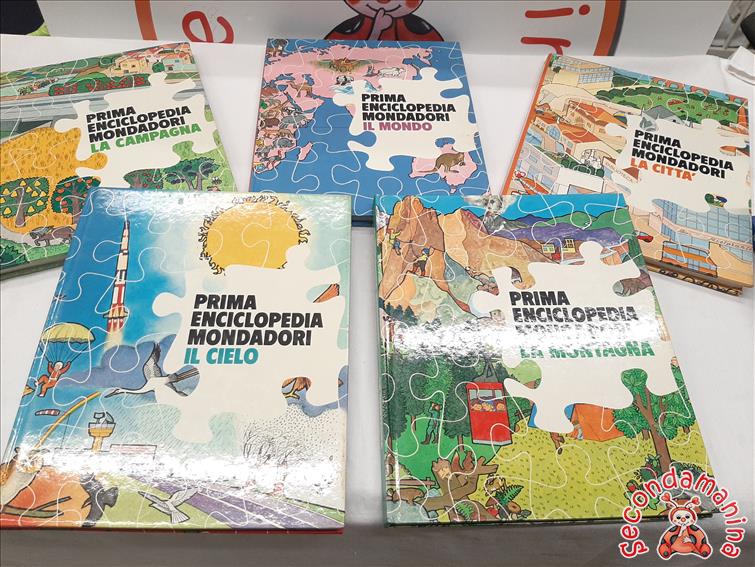 PRIMA
ENCICLOPEDIA
MONDADORI
LA CAMPAGNA
PRIMA
ENCICLOPEDIA
MONDADORI
IL MONDO
PRIMA
ENCICLOPEDIA
MONDADORI
LA CITTA'
PRIMA
ENCICLOPEDIA
MONDADORI
IL CIELO
PRIMA
ENCICLOPEDIA
MONDADORI
LA MONTAGNA
secondamanina